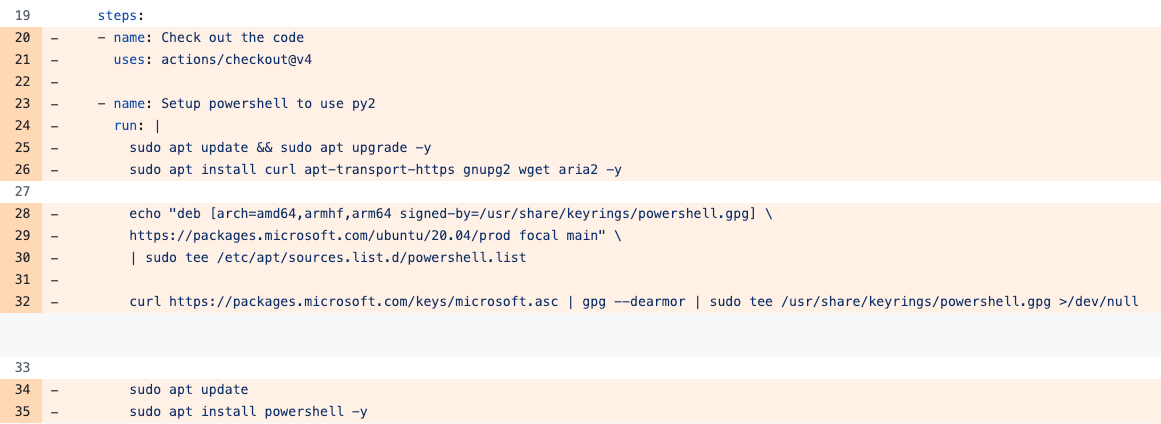 19 steps:
20 - - name: Check out the code
21 - uses: actions/checkout@v4
22 -
23 - - name: Setup powershell to use py2
24 - run: |
25 - sudo apt update && sudo apt upgrade -y
26 - sudo apt install curl apt-transport-https gnupg2 wget aria2 -y
27
28 - echo "deb [arch=amd64,armhf,arm64 signed-by=/usr/share/keyrings/powershell.gpg] \
29 - https://packages.microsoft.com/ubuntu/20.04/prod focal main" \
30 - | sudo tee /etc/apt/sources.list.d/powershell.list
31 -
32 - curl https://packages.microsoft.com/keys/microsoft.asc | gpg --dearmor | sudo tee /usr/share/keyrings/powershell.gpg >/dev/null
33
34 - sudo apt update
35 - sudo apt install powershell -y